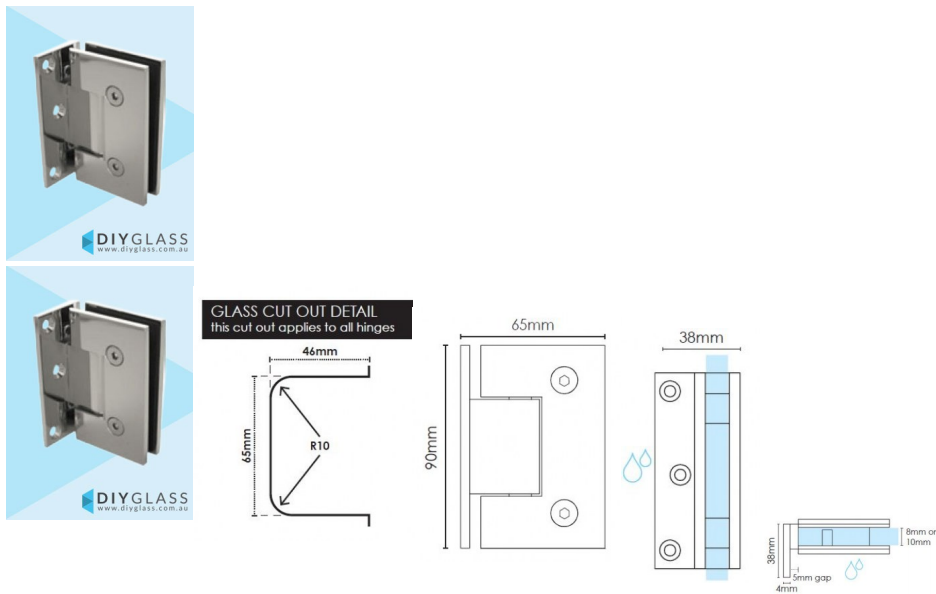 DIYGLASS
www.diyglass.com.au
DIYGLASS
www.diyglass.com.au
GLASS CUT OUT DETAIL
this cut out applies to all hinges
46mm
65mm
R10
65mm
90mm
38mm
38mm
8mm or
10mm
5mm gap
4mm